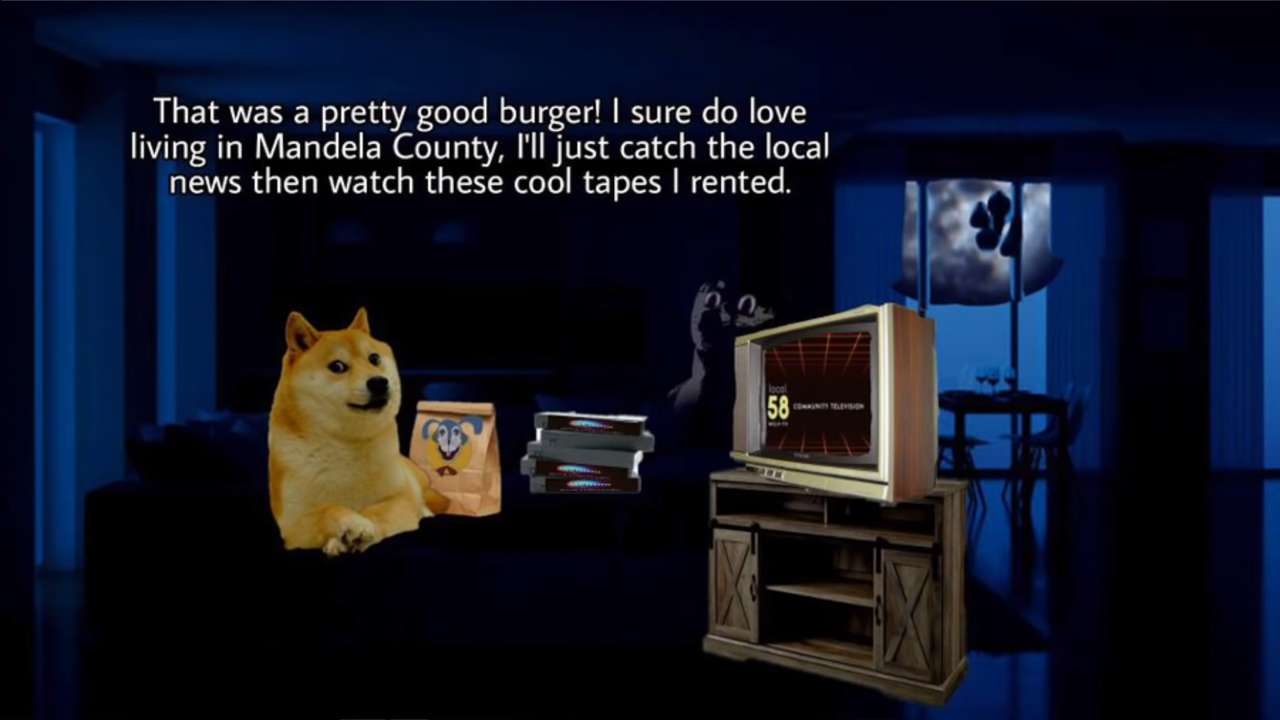 That was a pretty good burger! I sure do love
living in Mandela County, I'll just catch the local
news then watch these cool tapes I rented.
local
58 COMMUNITY TELEVISION